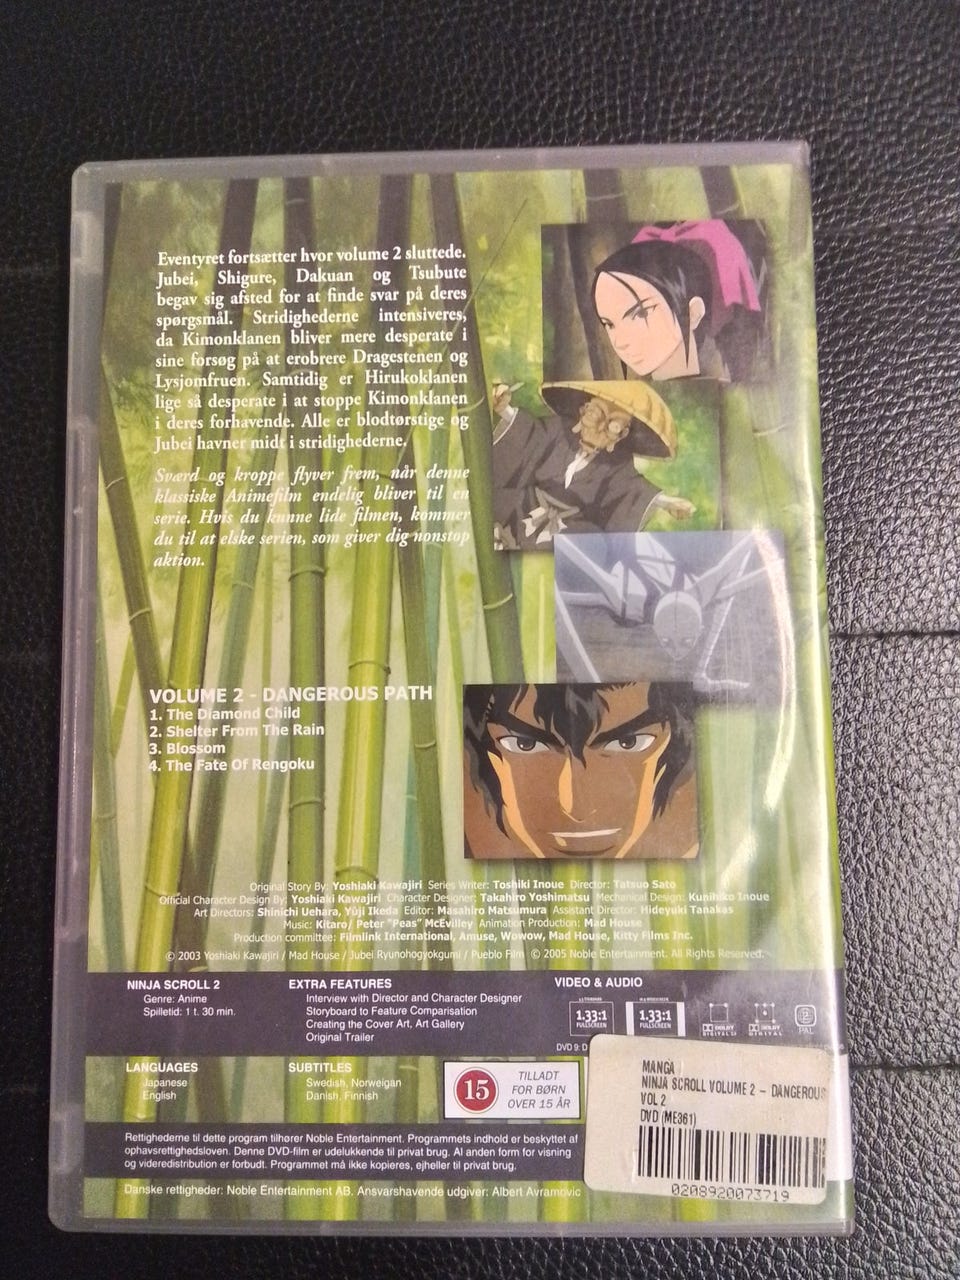 Eventyret fortsætter hvor volume 2 sluttede.
Jubei, Shigure, Dakuan og Tsubute
begav sig afsted for at finde svar på deres
spørgsmål. Stridighederne intensiveres,
da Kimonklanen bliver mere desperate i
sine forsøg på at erobrere Dragestenen og
Lysjomfruen. Samtidig er Hirukoklanen
lige så desperate i at stoppe Kimonklanen
i deres forhavende. Alle er blodtørstige og
Jubei havner midt i stridighederne.
Sværd og kroppe flyver frem, når denne
klassiske Animefilm endelig bliver til en
serie. Hvis du kunne lide filmen, kommer
du til at elske serien, som giver dig nonstop
aktion.
VOLUME 2 - DANGEROUS PATH
1. The Diamond Child
2. Shelter From The Rain
3. Blossom
4. The Fate Of Rengoku
Original Story By: Yoshiaki Kawajiri Series Writer: Toshiki Inoue Director: Tatsuo Sato
Official Character Design By: Yoshiaki Kawajiri Character Designer: Takahiro Yoshimatsu Mechanical Design: Kunihiko Inoue
Art Directors: Shinichi Uehara, Yûji Ikeda Editor: Masahiro Matsumura Assistant Director: Hideyuki Tanakas
Music: Kitaro/ Peter "Peas" McEvilley Animation Production: Mad House
Production committee: Filmlink International, Amuse, Wowow, Mad House, Kitty Films Inc.
© 2003 Yoshiaki Kawajiri / Mad House / Jubei Ryunohogyokgumi / Pueblo Film © 2005 Noble Entertainment. All Rights Reserved.
NINJA SCROLL 2
Genre: Anime
Spilletid: 1 t. 30 min.
EXTRA FEATURES
Interview with Director and Character Designer
Storyboard to Feature Comparisation
Creating the Cover Art, Art Gallery
Original Trailer
VIDEO & AUDIO
1.33:1
FULLSCREEN
1.33:1
FULLSCREEN
DOLBY
DIGITAL
DOLBY
DIGITAL
2
PAL
DVD 9: D
LANGUAGES
Japanese
English
SUBTITLES
Swedish, Norweigan
Danish, Finnish
15
TILLADT
FOR BØRN
OVER 15 ÅR
MANGA
NINJA SCROLL VOLUME 2 - DANGEROUS
VOL 2
DVD (ME361)
0208920073719
Rettighederne til dette program tilhører Noble Entertainment. Programmets indhold er beskyttet af
ophavsrettighedsloven. Denne DVD-film er udelukkende til privat brug. Al anden form for visning
og videredistribution er forbudt. Programmet må ikke kopieres, ejheller til privat brug.
Danske rettigheder: Noble Entertainment AB. Ansvarshavende udgiver: Albert Avramovic